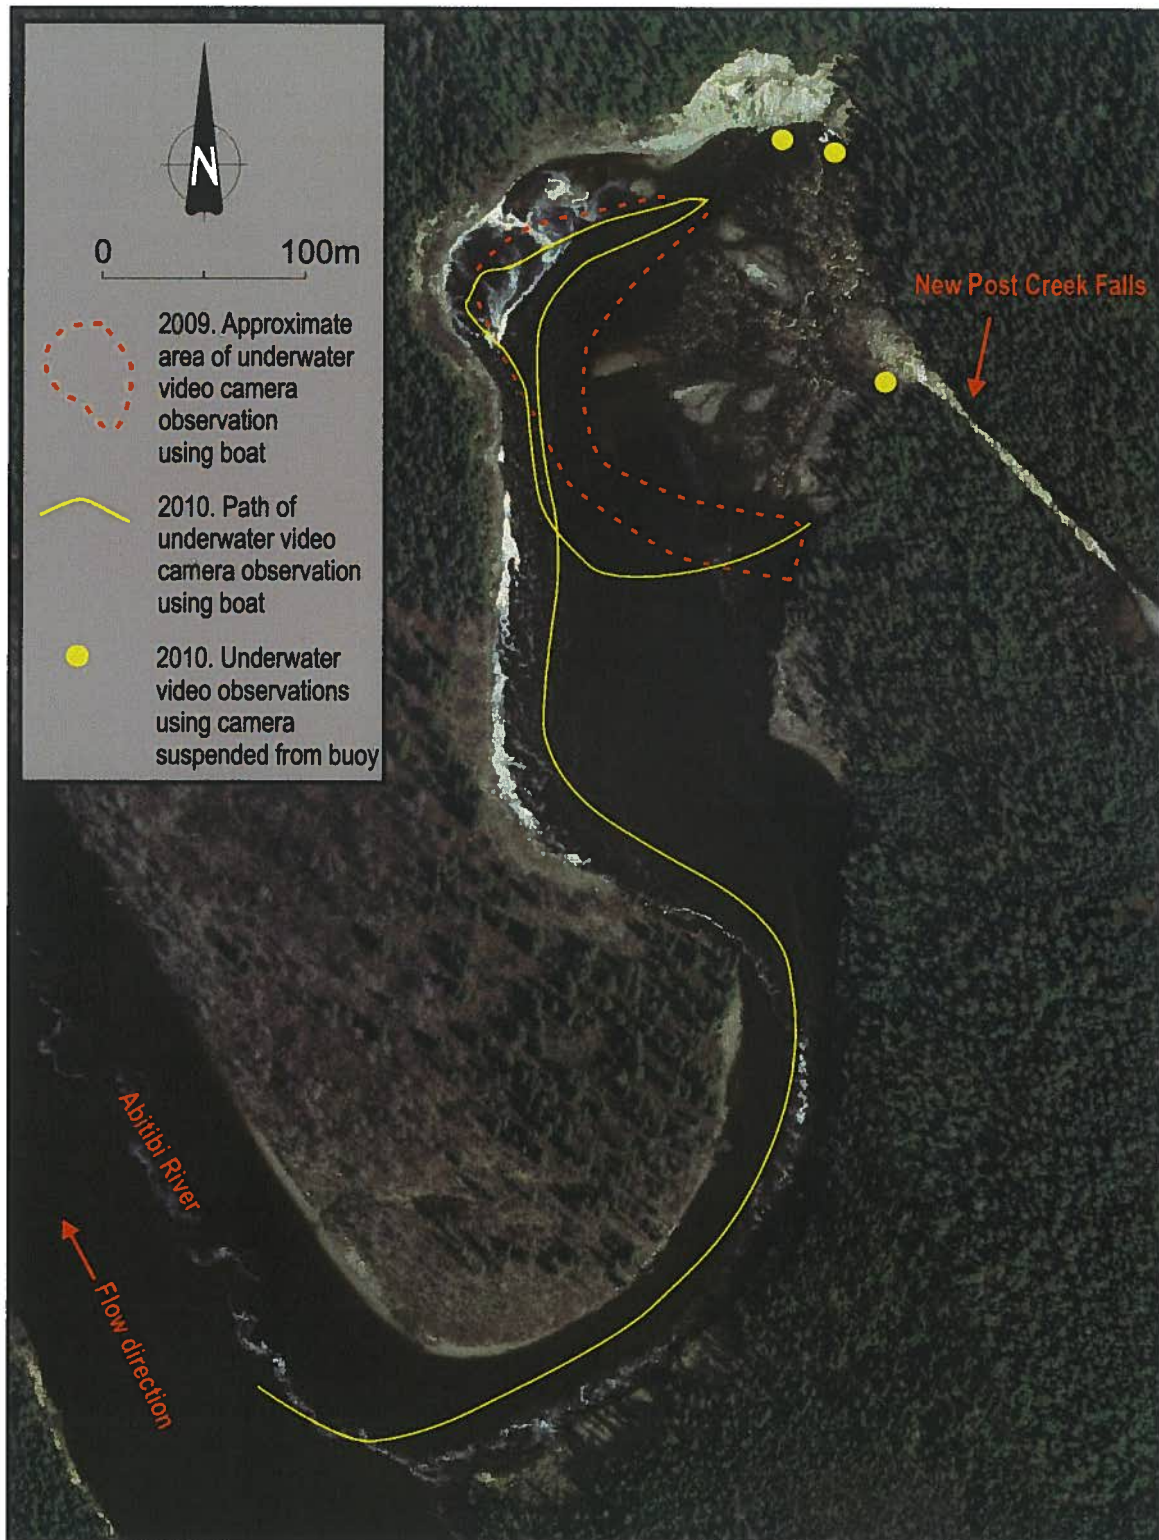 N
0 100m
2009. Approximate
area of underwater
video camera
observation
using boat
2010. Path of
underwater video
camera observation
using boat
2010. Underwater
video observations
using camera
suspended from buoy
New Post Creek Falls
Abitibi River
Flow direction